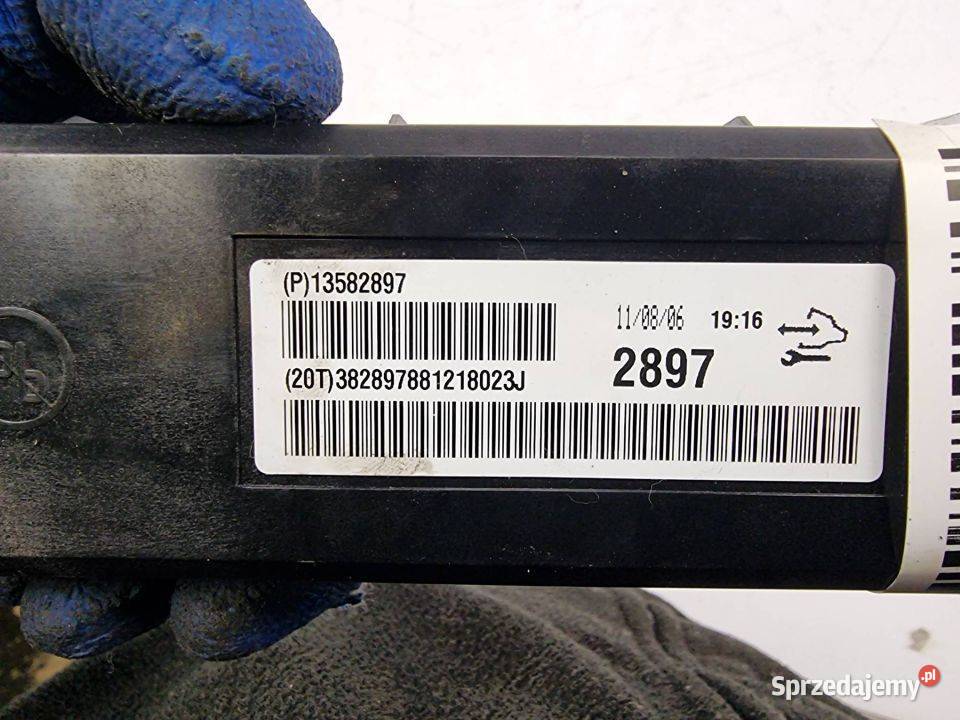 (P)13582897
11/08/06 19:16
2897
(20T)382897881218023J
Sprzedajemy.pl